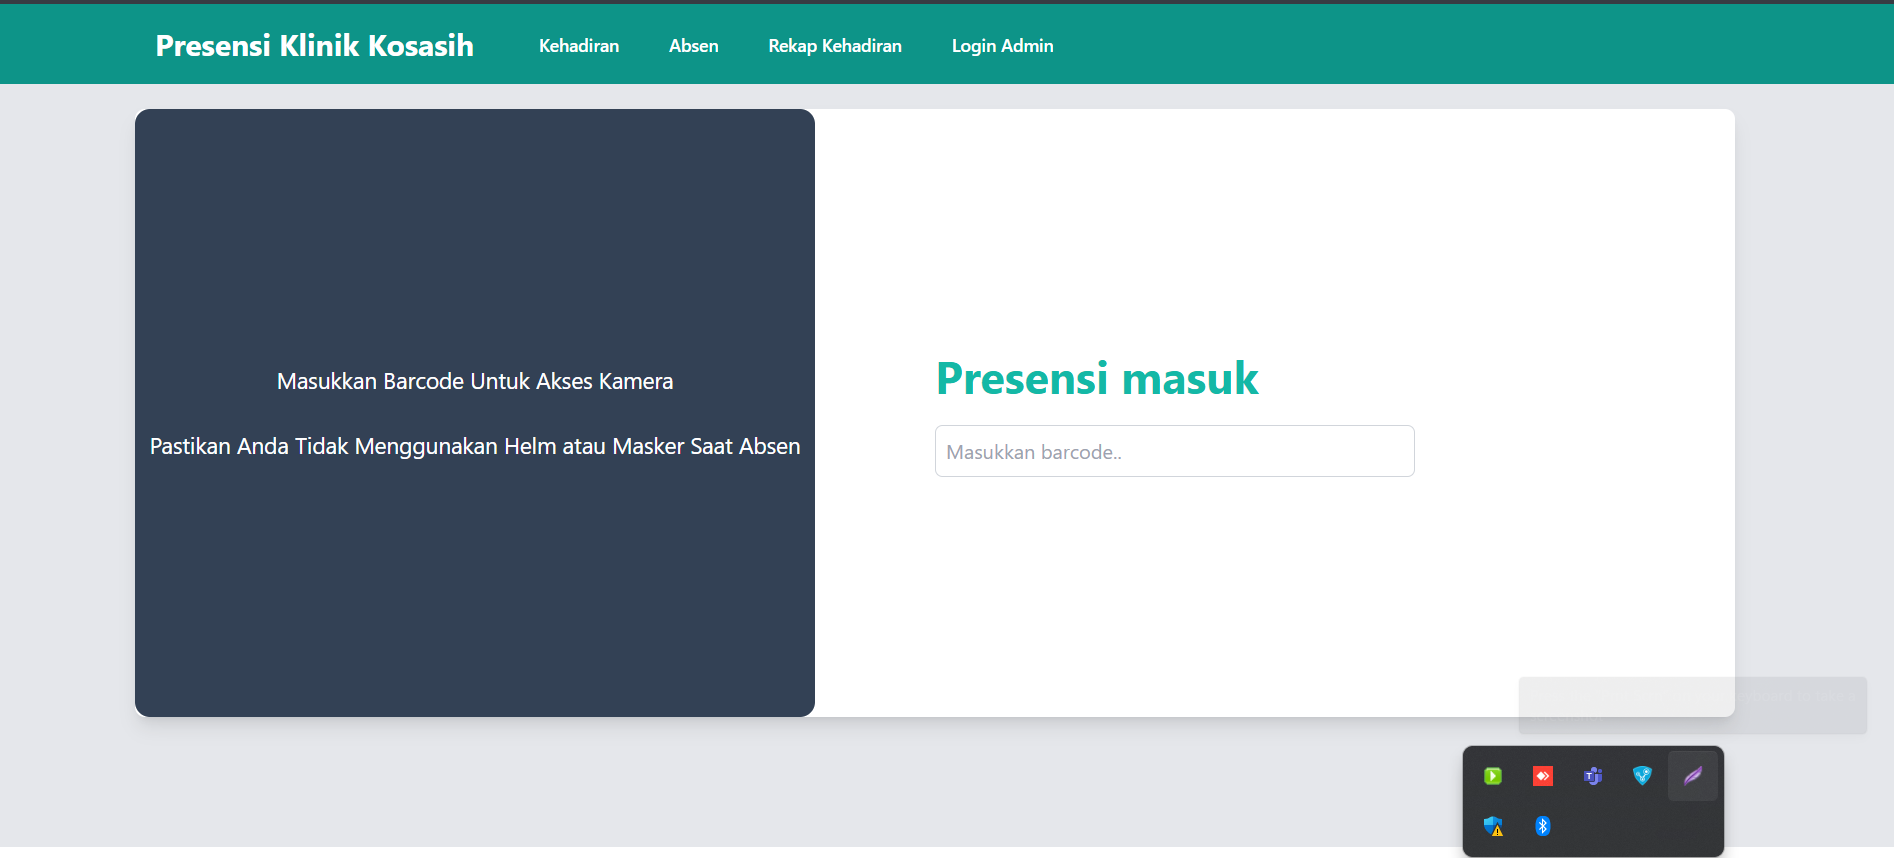 Presensi Klinik Kosasih Kehadiran Absen Rekap Kehadiran Login Admin
Masukkan Barcode Untuk Akses Kamera
Pastikan Anda Tidak Menggunakan Helm atau Masker Saat Absen
Presensi masuk
Masukkan barcode..